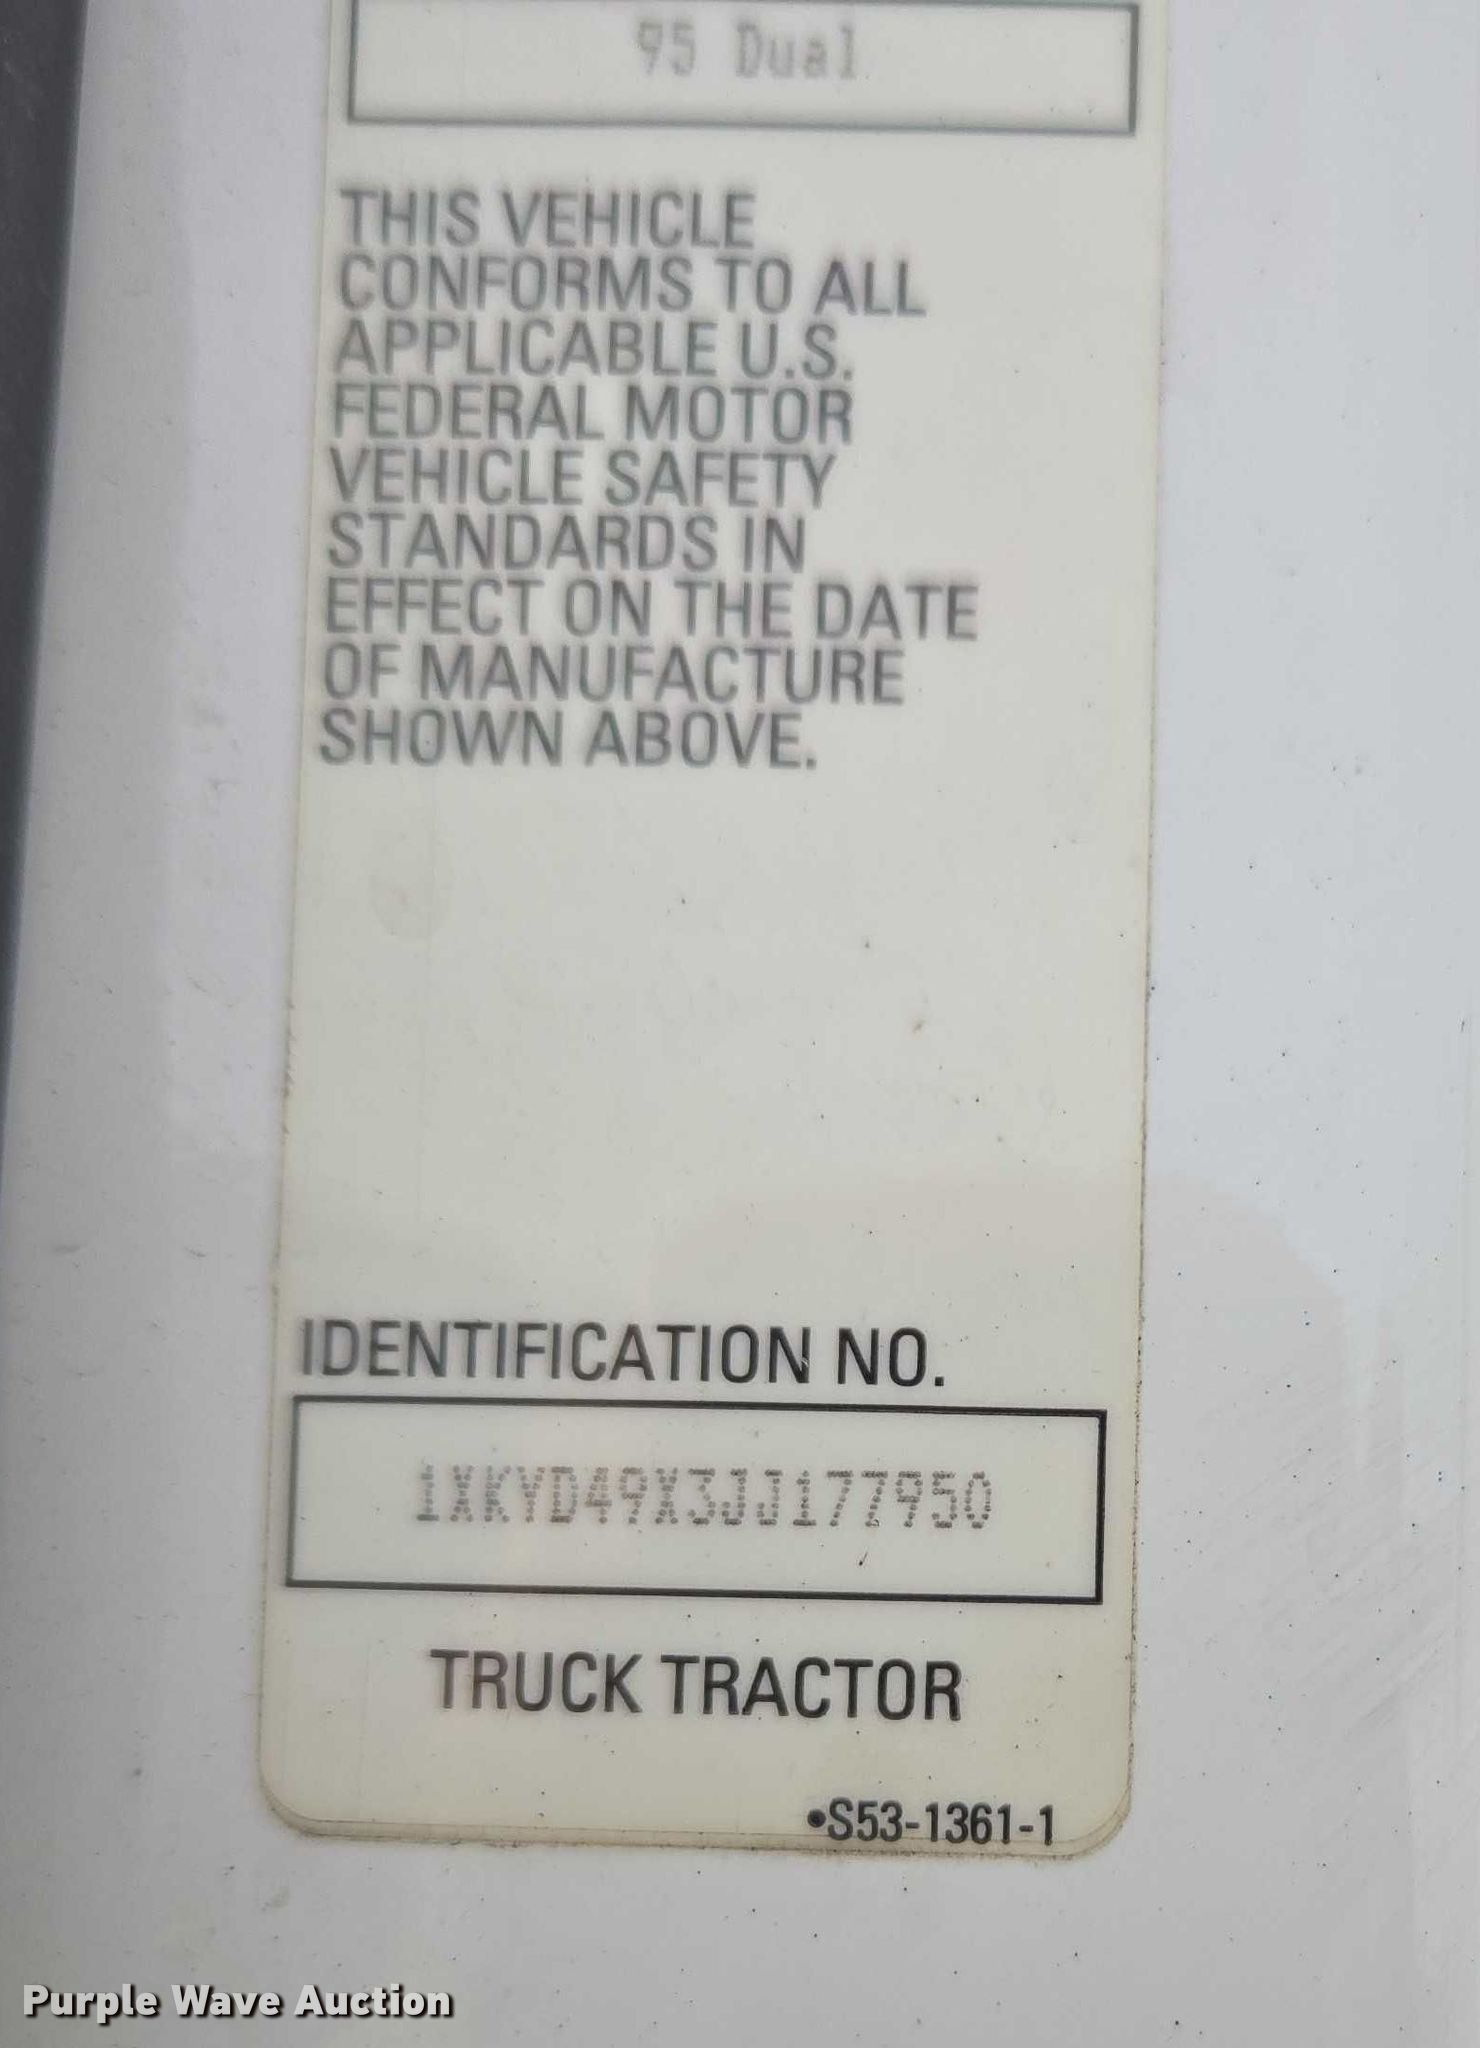 95 Dual
THIS VEHICLE
CONFORMS TO ALL
APPLICABLE U.S.
FEDERAL MOTOR
VEHICLE SAFETY
STANDARDS IN
EFFECT ON THE DATE
OF MANUFACTURE
SHOWN ABOVE.
IDENTIFICATION NO.
1XKYD49X3JJ177950
TRUCK TRACTOR
•S53-1361-1
Purple Wave Auction